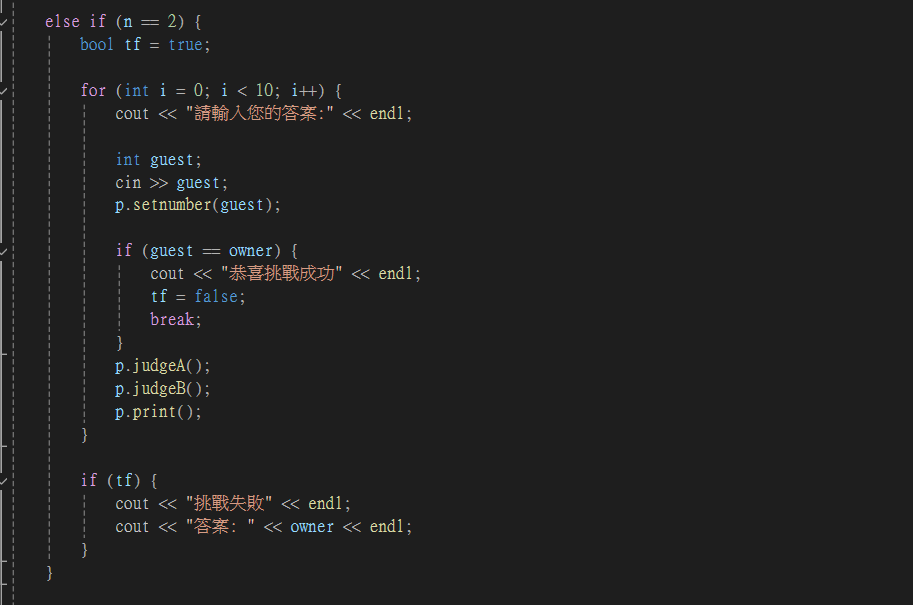 else if (n == 2) {
bool tf = true;
for (int i = 0; i < 10; i++) {
cout << "請輸入您的答案:" << endl;
int guest;
cin >> guest;
p.setnumber(guest);
if (guest == owner) {
cout << "恭喜挑戰成功" << endl;
tf = false;
break;
}
p.judgeA();
p.judgeB();
p.print();
}
if (tf) {
cout << "挑戰失敗" << endl;
cout << "答案: " << owner << endl;
}
}